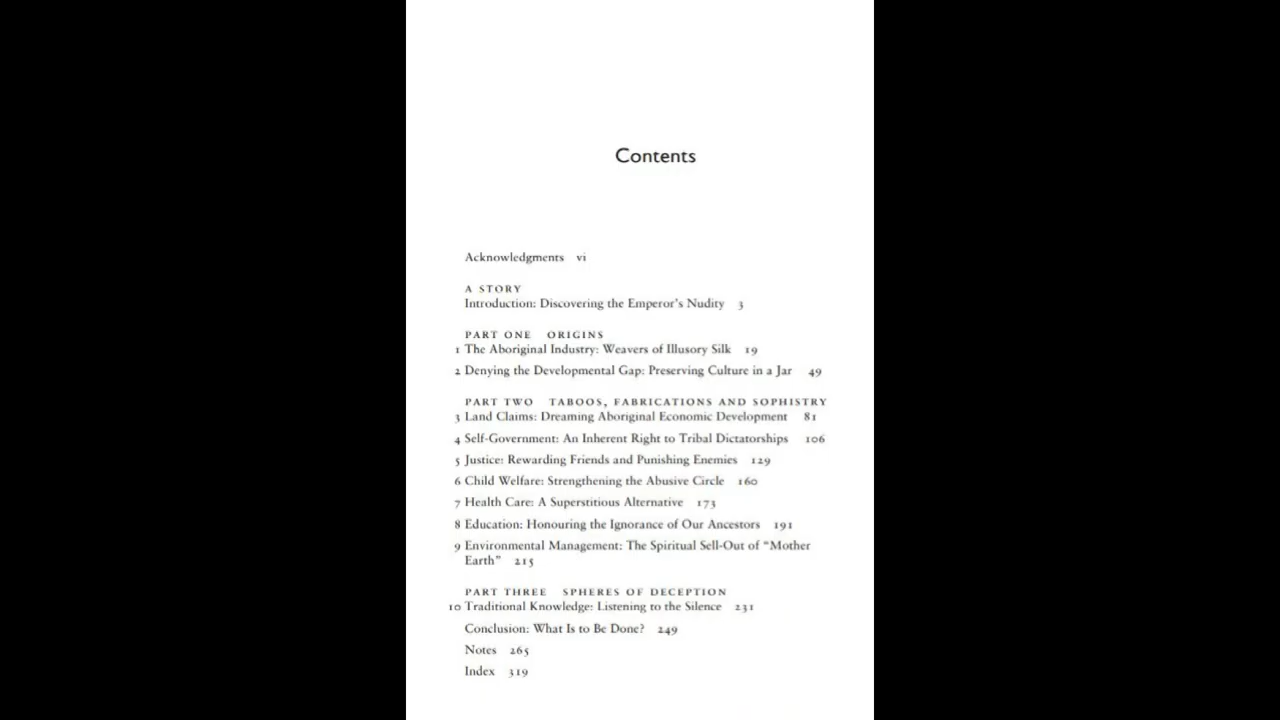 Contents
Acknowledgments vi
A STORY
Introduction: Discovering the Emperor's Nudity 3
PART ONE ORIGINS
1 The Aboriginal Industry: Weavers of Illusory Silk 19
2 Denying the Developmental Gap: Preserving Culture in a Jar 49
PART TWO TABOOS, FABRICATIONS AND SOPHISTRY
3 Land Claims: Dreaming Aboriginal Economic Development 81
4 Self-Government: An Inherent Right to Tribal Dictatorships 106
5 Justice: Rewarding Friends and Punishing Enemies 129
6 Child Welfare: Strengthening the Abusive Circle 160
7 Health Care: A Superstitious Alternative 173
8 Education: Honouring the Ignorance of Our Ancestors 191
9 Environmental Management: The Spiritual Sell-Out of “Mother
Earth” 215
PART THREE SPHERES OF DECEPTION
10 Traditional Knowledge: Listening to the Silence 231
Conclusion: What Is to Be Done? 249
Notes 265
Index 319